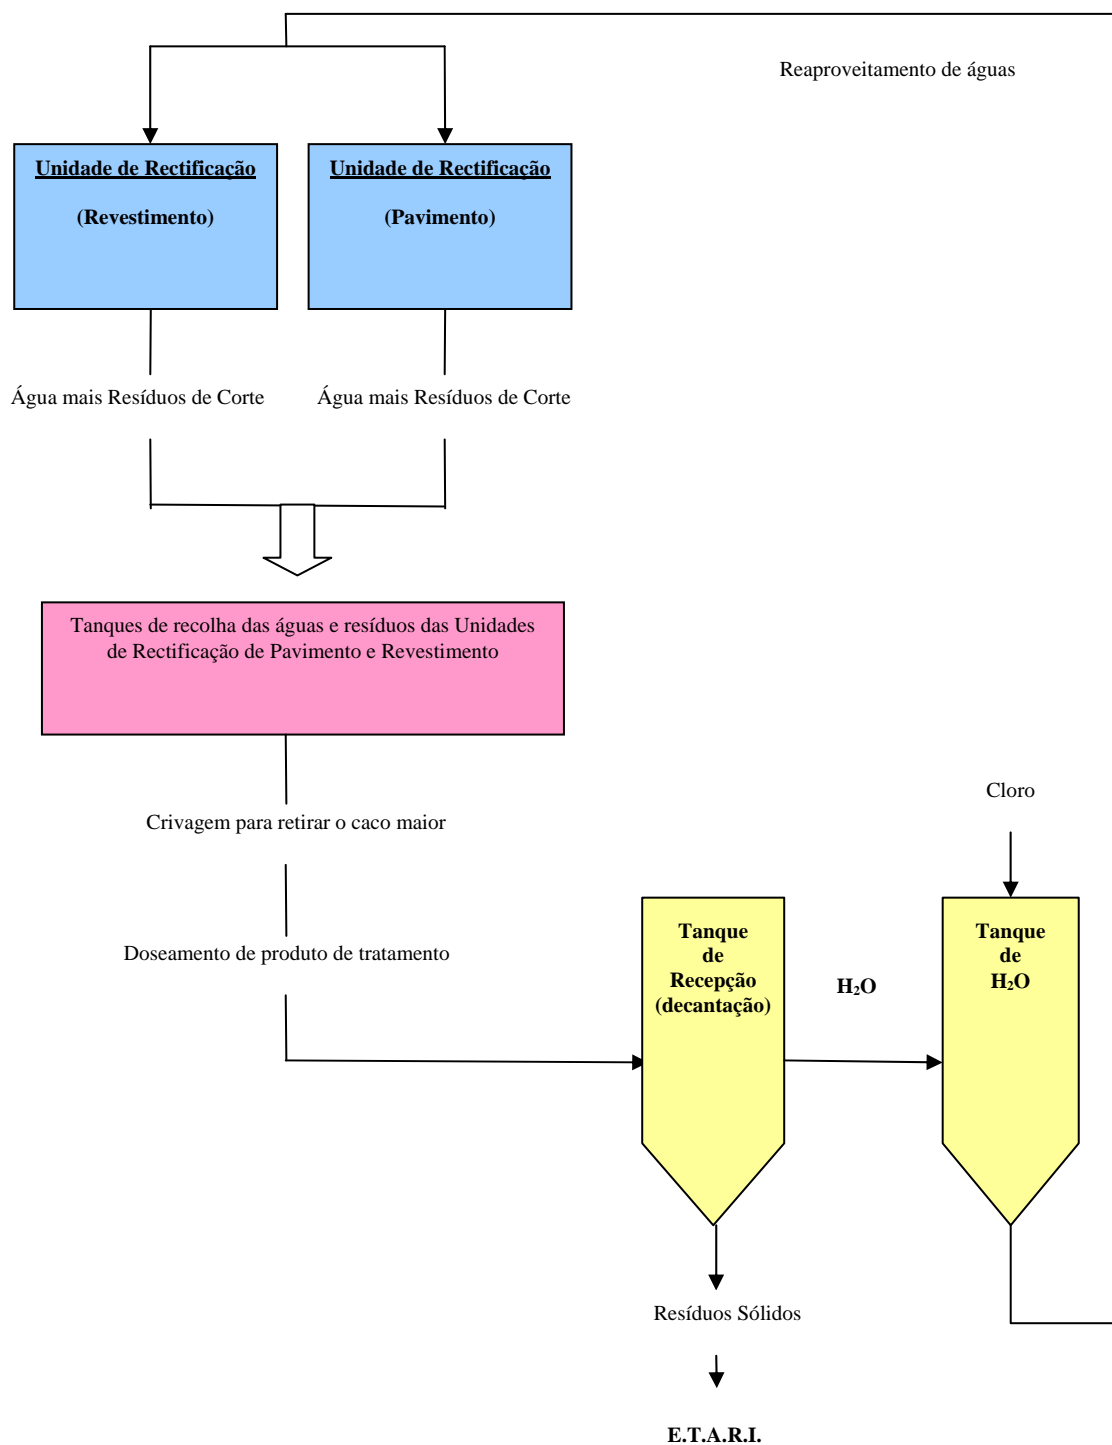 Reaproveitamento de águas
Unidade de Rectificação
(Revestimento)
Unidade de Rectificação
(Pavimento)
Água mais Resíduos de Corte
Água mais Resíduos de Corte
Tanques de recolha das águas e resíduos das Unidades
de Rectificação de Pavimento e Revestimento
Crivagem para retirar o caco maior
Doseamento de produto de tratamento
Tanque
de
Recepção
(decantação)
H₂O
Cloro
Tanque
de
H₂O
Resíduos Sólidos
E.T.A.R.I.